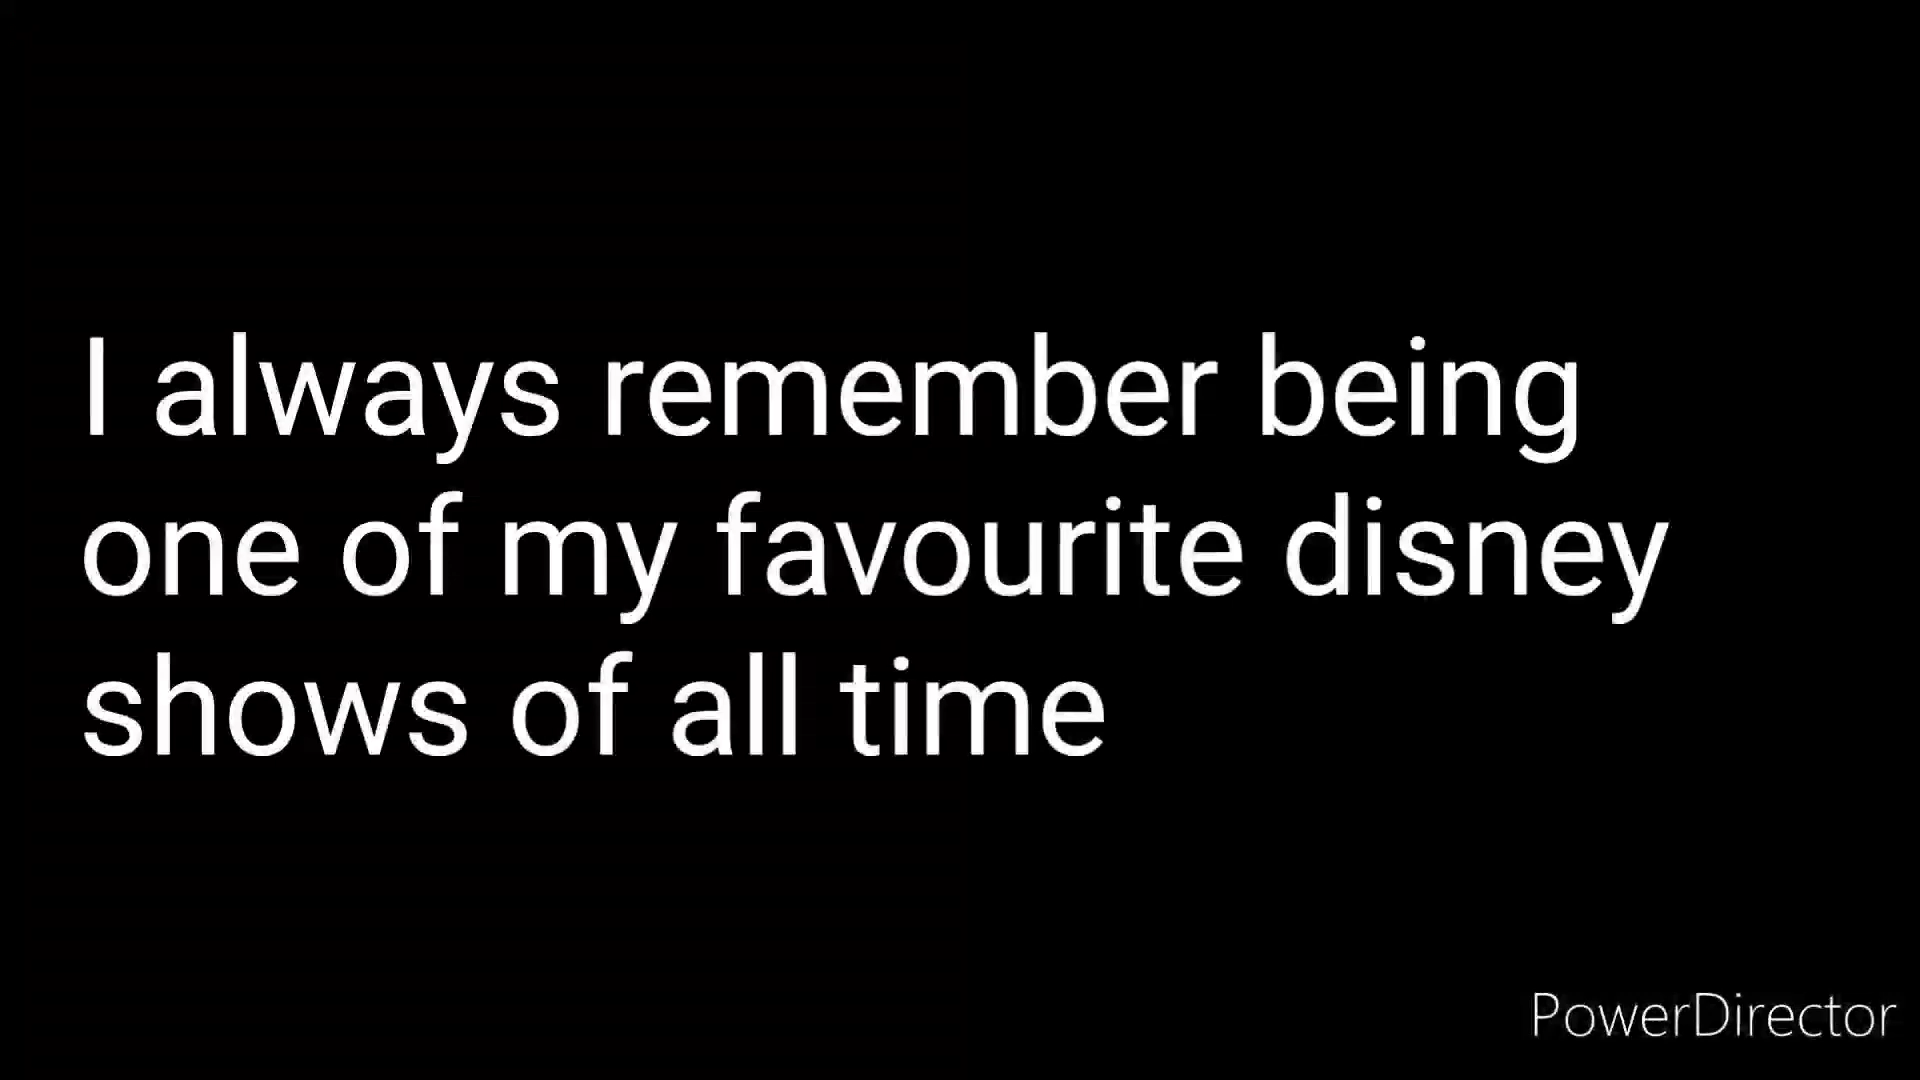 I always remember being
one of my favourite disney
shows of all time
PowerDirector